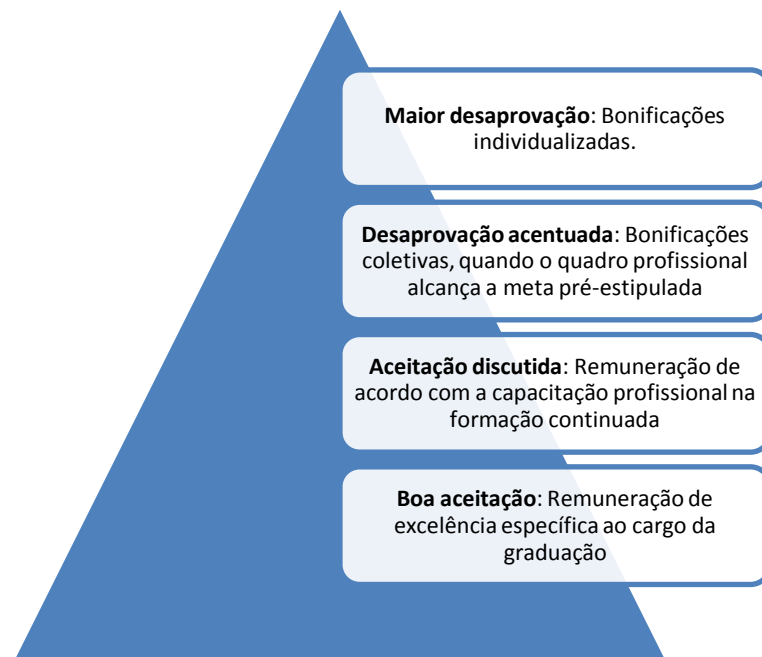 Maior desaprovação: Bonificações
individualizadas.
Desaprovação acentuada: Bonificações
coletivas, quando o quadro profissional
alcança a meta pré-estipulada
Aceitação discutida: Remuneração de
acordo com a capacitação profissional na
formação continuada
Boa aceitação: Remuneração de
excelência específica ao cargo da
graduação